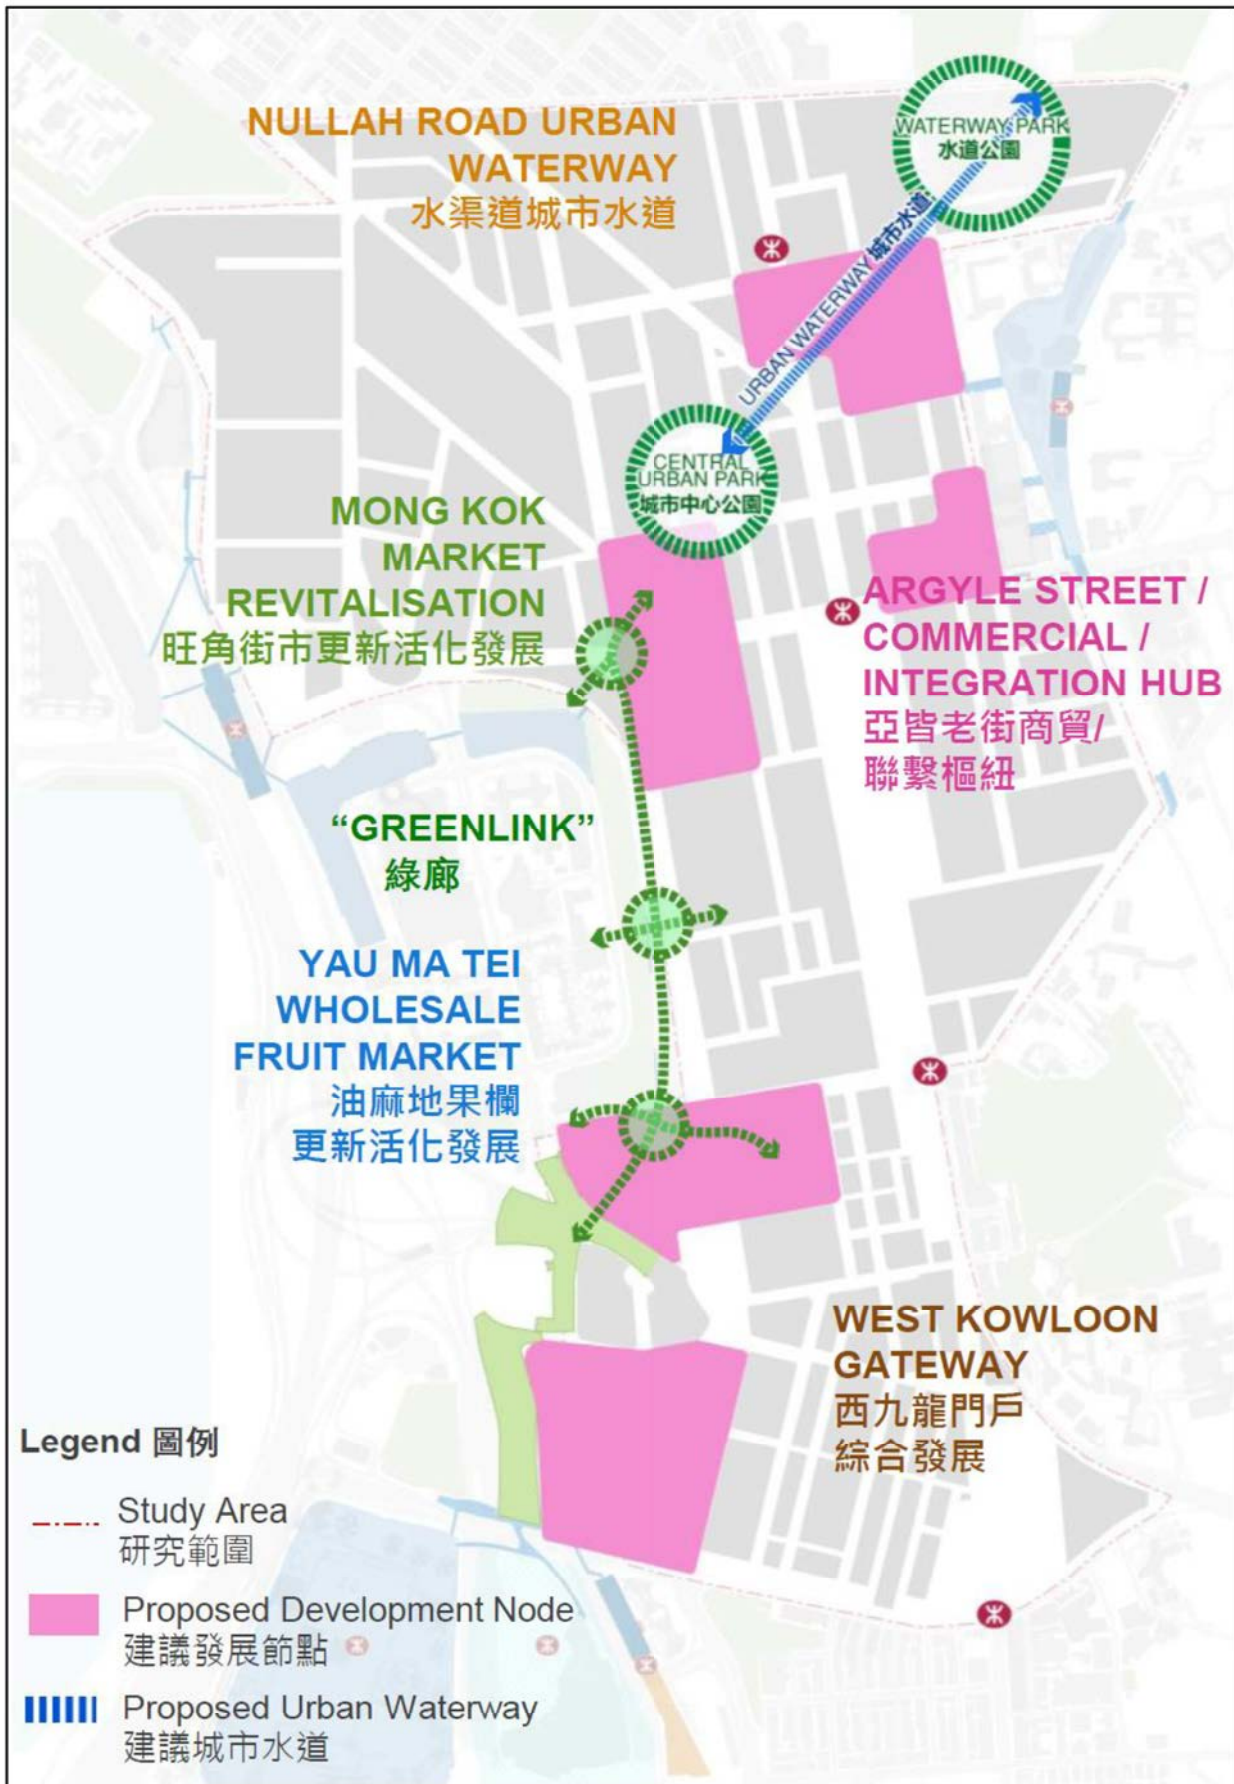 NULLAH ROAD URBAN
WATERWAY
水渠道城市水道
WATERWAY PARK
水道公園
URBAN WATERWAY 城市水道
CENTRAL
URBAN PARK
城市中心公園
MONG KOK
MARKET
REVITALISATION
旺角街市更新活化發展
ARGYLE STREET /
COMMERCIAL /
INTEGRATION HUB
亞皆老街商貿/
聯繫樞紐
“GREENLINK”
綠廊
YAU MA TEI
WHOLESALE
FRUIT MARKET
油麻地果欄
更新活化發展
WEST KOWLOON
GATEWAY
西九龍門戶
綜合發展
Legend 圖例
Study Area
研究範圍
Proposed Development Node
建議發展節點
Proposed Urban Waterway
建議城市水道